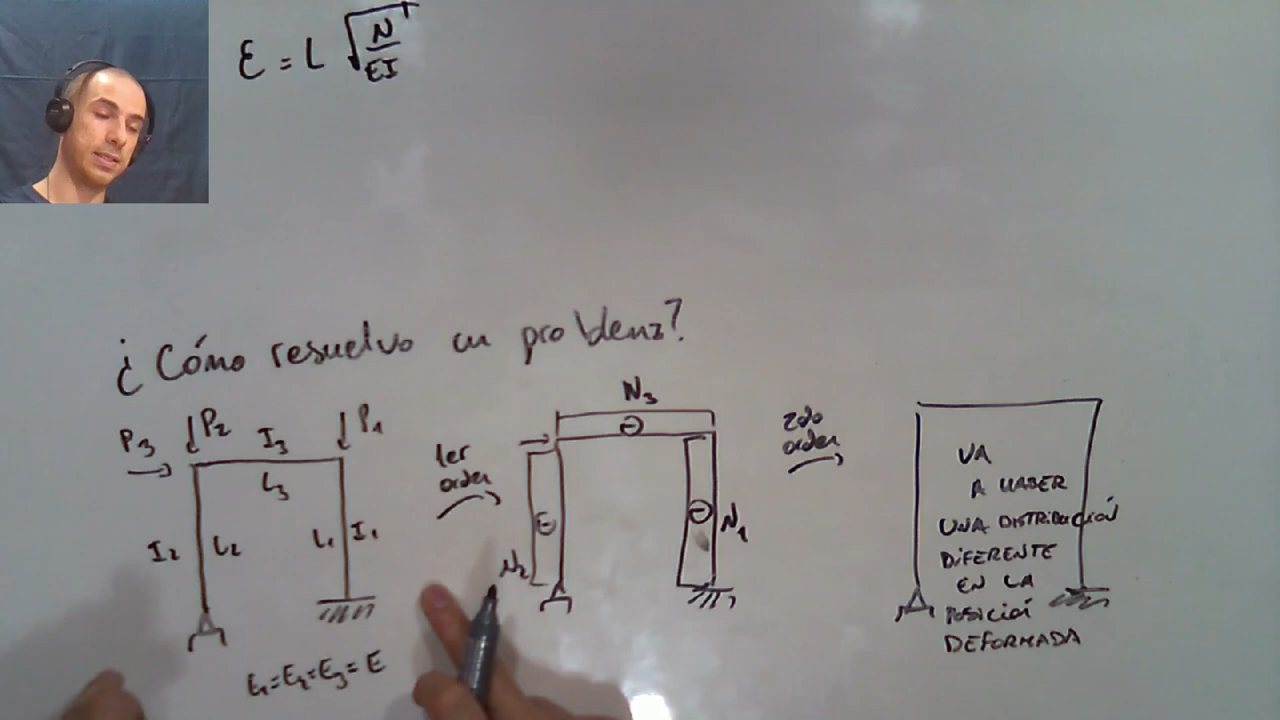 ε = L √N/EI
¿Cómo resuelvo un problema?
P3
P2
P1
I3
L3
I2
L2
L1
I1
E1=E2=E3=E
1er
orden
N3
N2
N1
2do
orden
VA
A HABER
UNA DISTRIBUCIÓN
DIFERENTE
EN LA
POSICIÓ
DEFORMADA